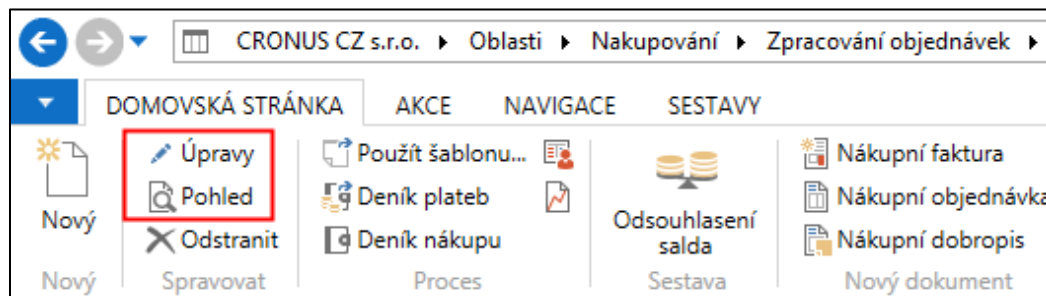 CRONUS CZ s.r.o. ▸ Oblasti ▸ Nakupování ▸ Zpracování objednávek ▸
DOMOVSKÁ STRÁNKA AKCE NAVIGACE SESTAVY
Nový
Nový
Úpravy
Pohled
Odstranit
Spravovat
Použít šablonu...
Deník plateb
Deník nákupu
Proces
Odsouhlasení
salda
Sestava
Nákupní faktura
Nákupní objednávka
Nákupní dobropis
Nový dokument